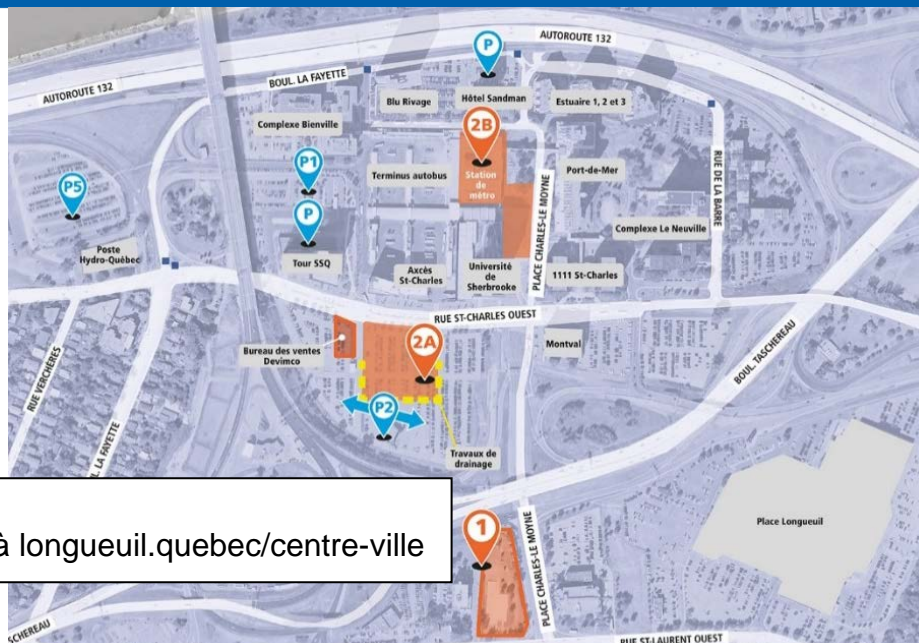 AUTOROUTE 132
P
BOUL. LA FAYETTE
AUTOROUTE 132
Blu Rivage
Hôtel Sandman
Estuaire 1, 2 et 3
Complexe Bienville
2B
P1
P5
Terminus autobus
Station
de
métro
Port-de-Mer
RUE DE LA BARRE
P
PLACE CHARLES-LE MOYNE
Complexe Le Neuville
Poste
Hydro-Québec
Tour SSQ
Axcès
St-Charles
Université
de
Sherbrooke
1111 St-Charles
RUE ST-CHARLES OUEST
Bureau des ventes
Devimco
2A
Montval
BOUL. TASCHEREAU
RUE VERCHÈRES
P2
L. LA FAYETTE
Travaux de
drainage
à longueuil.quebec/centre-ville
1
PLACE CHARLES-LE MOYNE
Place Longueuil
SCHEREAU
RUE ST-LAURENT OUEST